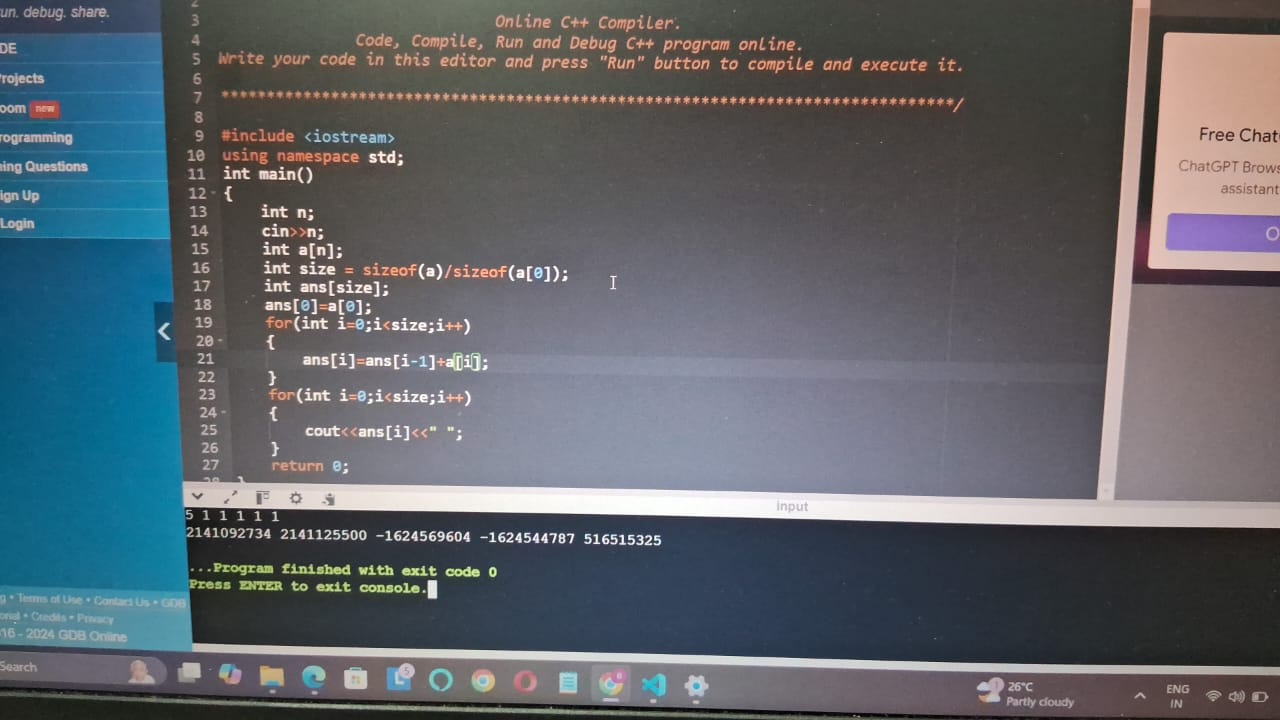 un. debug. share.
DE
rojects
oom new
rogramming
ing Questions
ign Up
Login
2
3 Online C++ Compiler.
4 Code, Compile, Run and Debug C++ program online.
5 Write your code in this editor and press "Run" button to compile and execute it.
6
7 *******************************************************************************/
8
9 #include <iostream>
10 using namespace std;
11 int main()
12 {
13 int n;
14 cin>>n;
15 int a[n];
16 int size = sizeof(a)/sizeof(a[0]);
17 int ans[size];
18 ans[0]=a[0];
19 for(int i=0;i<size;i++)
20 {
21 ans[i]=ans[i-1]+a[i];
22 }
23 for(int i=0;i<size;i++)
24 {
25 cout<<ans[i]<<" ";
26 }
27 return 0;
28 }
Free Chat
ChatGPT Brows
assistant
input
5 1 1 1 1 1
2141092734 2141125500 -1624569604 -1624544787 516515325
...Program finished with exit code 0
Press ENTER to exit console.
g • Terms of Use • Contact Us • GDB
orial • Credits • Privacy
16 - 2024 GDB Online
Search
5
26°C
Partly cloudy
ENG
IN